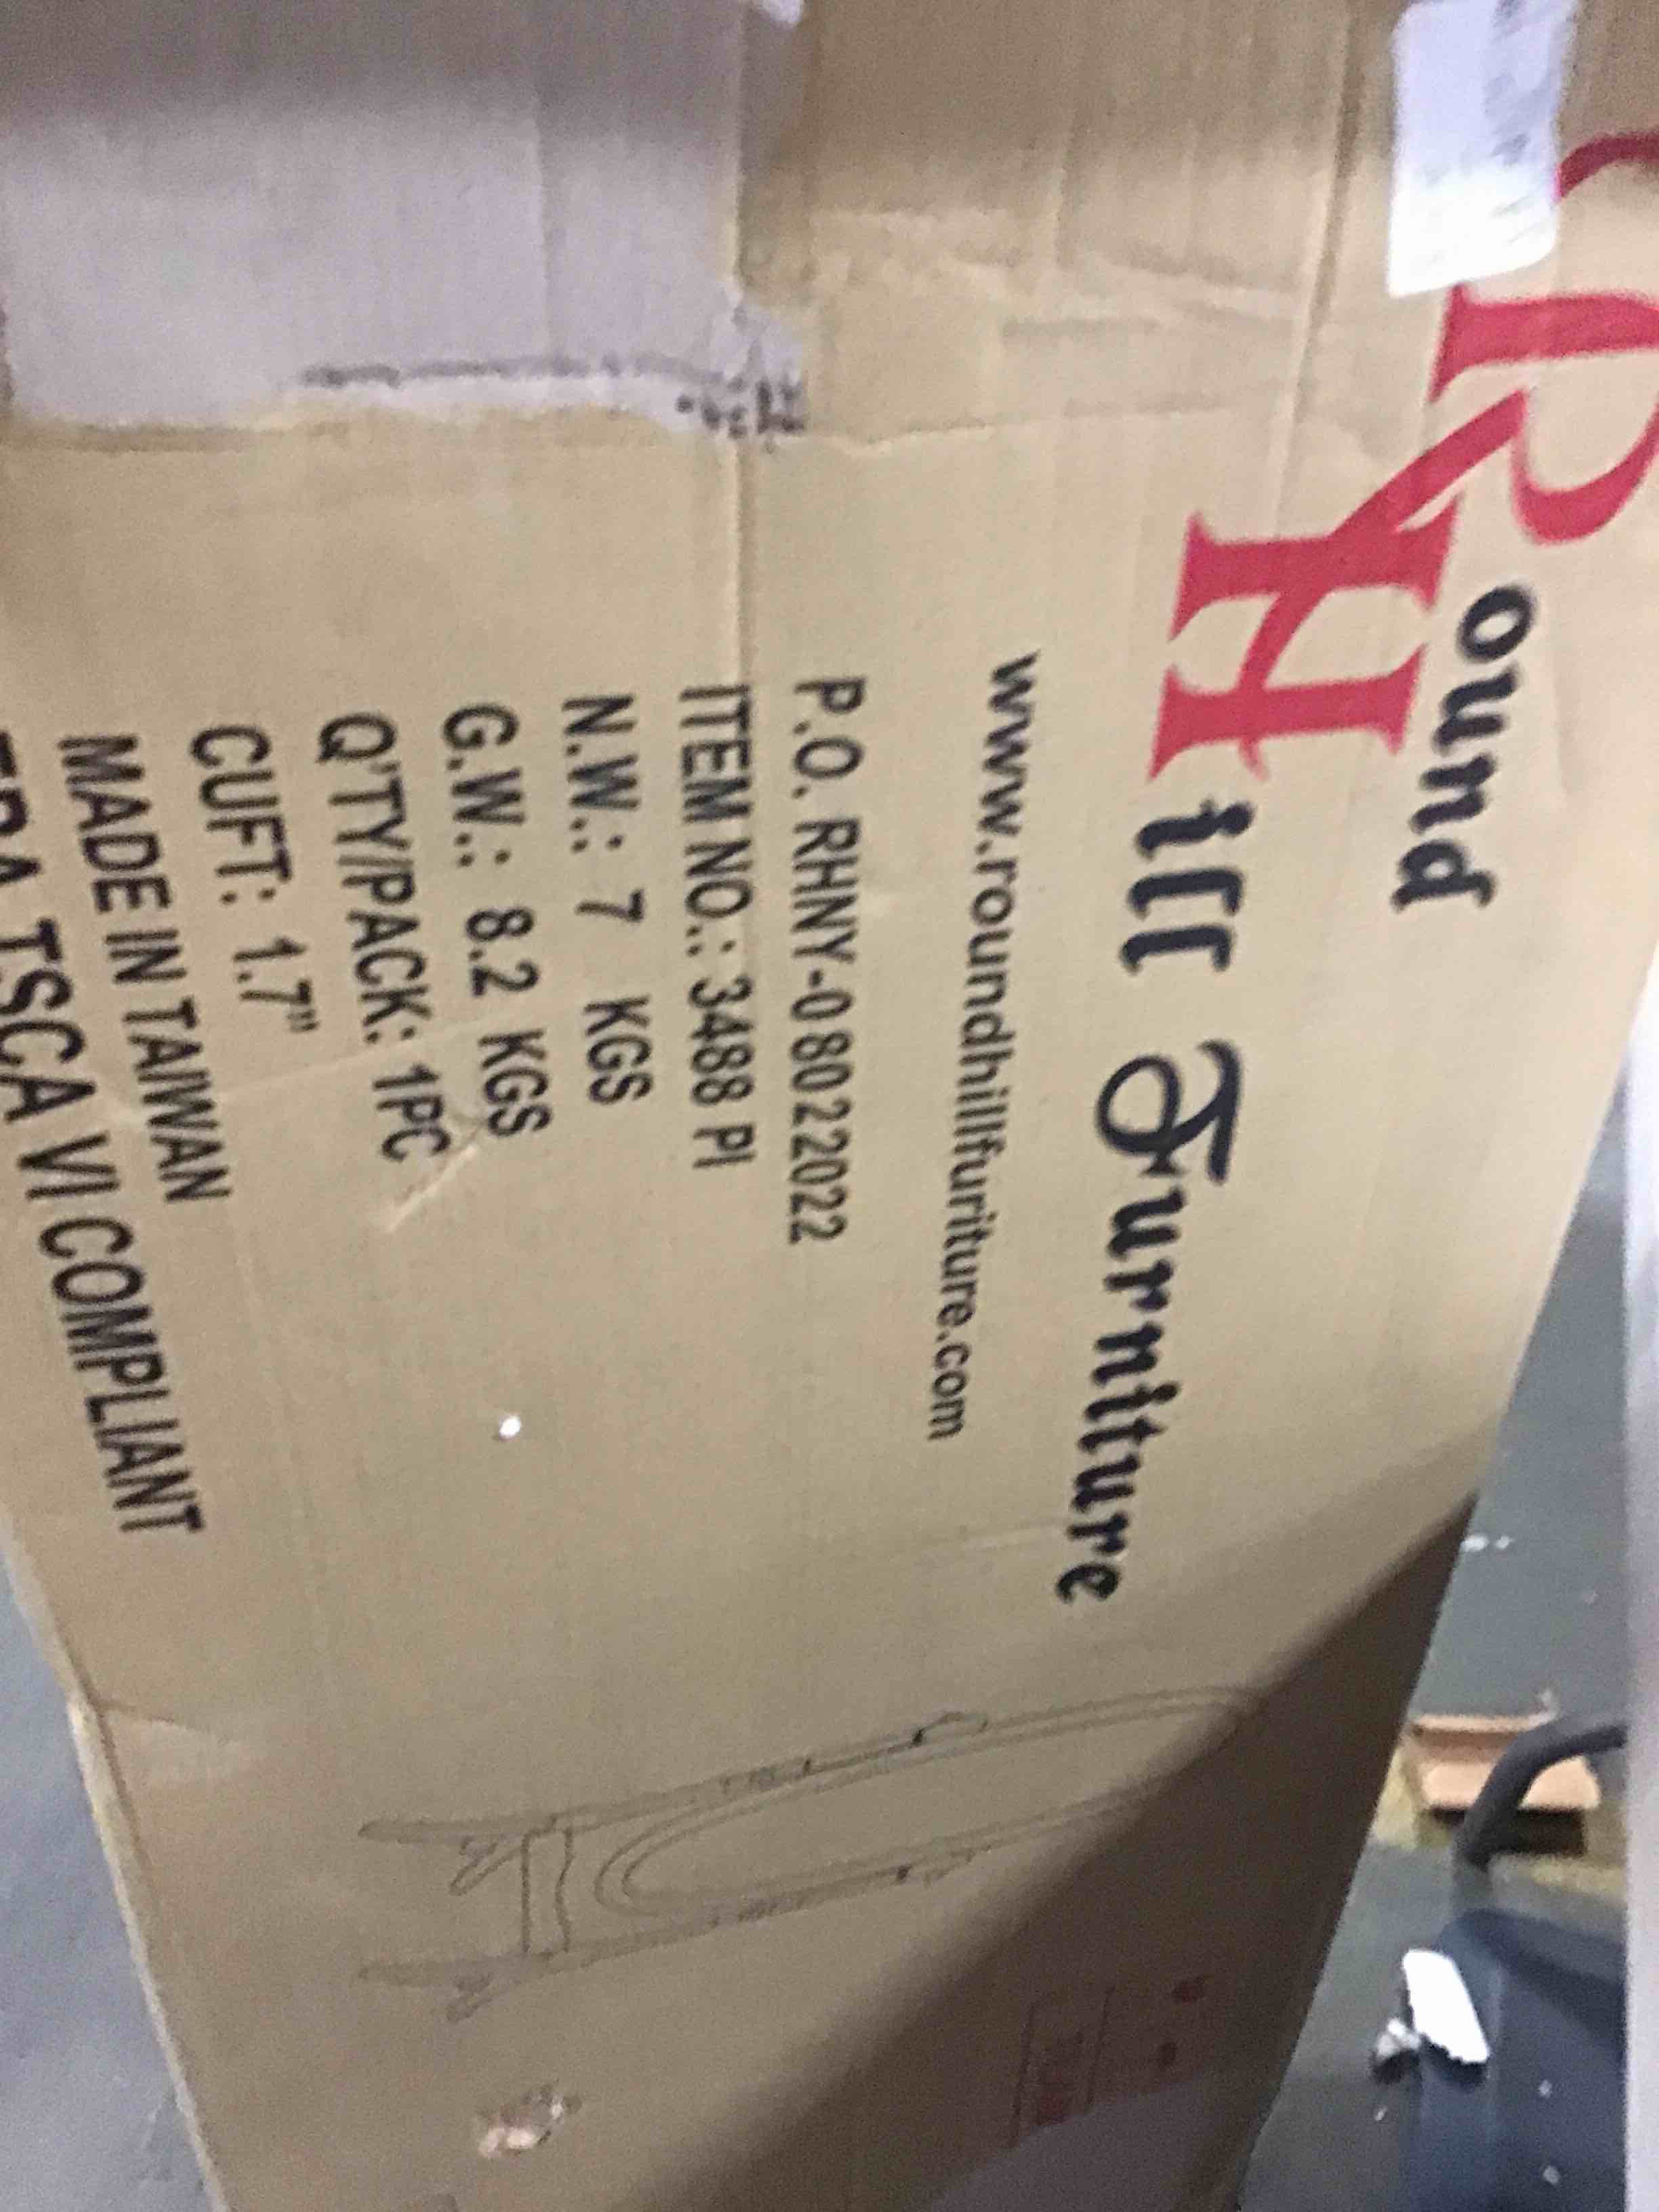 Round
Hill Furniture
www.roundhillfuriture.com
P.O. RHNY-08022022
ITEM NO.: 3488 PI
N.W.: 7 KGS
G.W.: 8.2 KGS
Q'TY/PACK: 1PC
CUFT: 1.7"
MADE IN TAIWAN
TSCA VI COMPLIANT